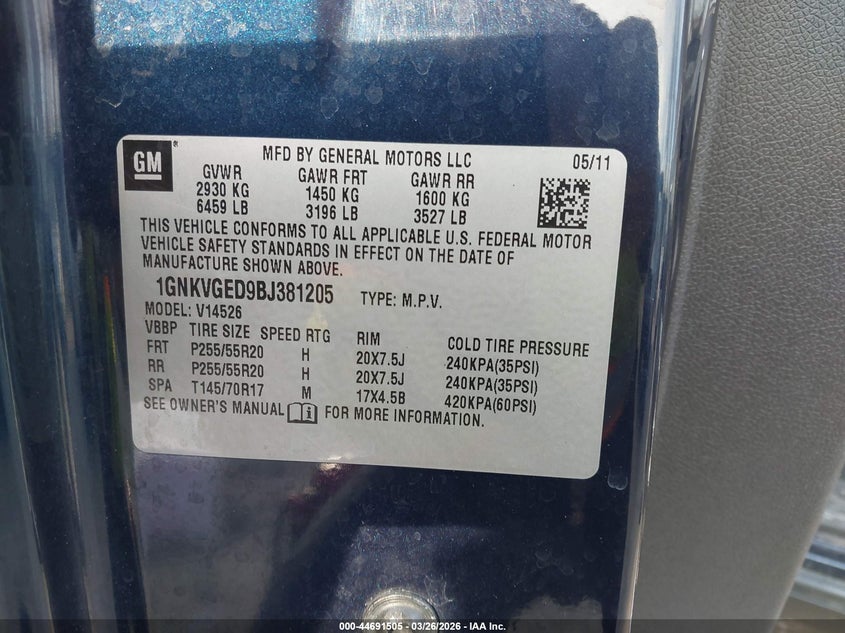 GM®
MFD BY GENERAL MOTORS LLC 05/11
GVWR GAWR FRT GAWR RR
2930 KG 1450 KG 1600 KG
6459 LB 3196 LB 3527 LB
THIS VEHICLE CONFORMS TO ALL APPLICABLE U.S. FEDERAL MOTOR
VEHICLE SAFETY STANDARDS IN EFFECT ON THE DATE OF
MANUFACTURE SHOWN ABOVE.
1GNKVGED9BJ381205 TYPE: M.P.V.
MODEL: V14526
VBBP TIRE SIZE SPEED RTG RIM COLD TIRE PRESSURE
FRT P255/55R20 H 20X7.5J 240KPA(35PSI)
RR P255/55R20 H 20X7.5J 240KPA(35PSI)
SPA T145/70R17 M 17X4.5B 420KPA(60PSI)
SEE OWNER'S MANUAL i FOR MORE INFORMATION.
000-44691505 - 03/26/2026 - IAA Inc.